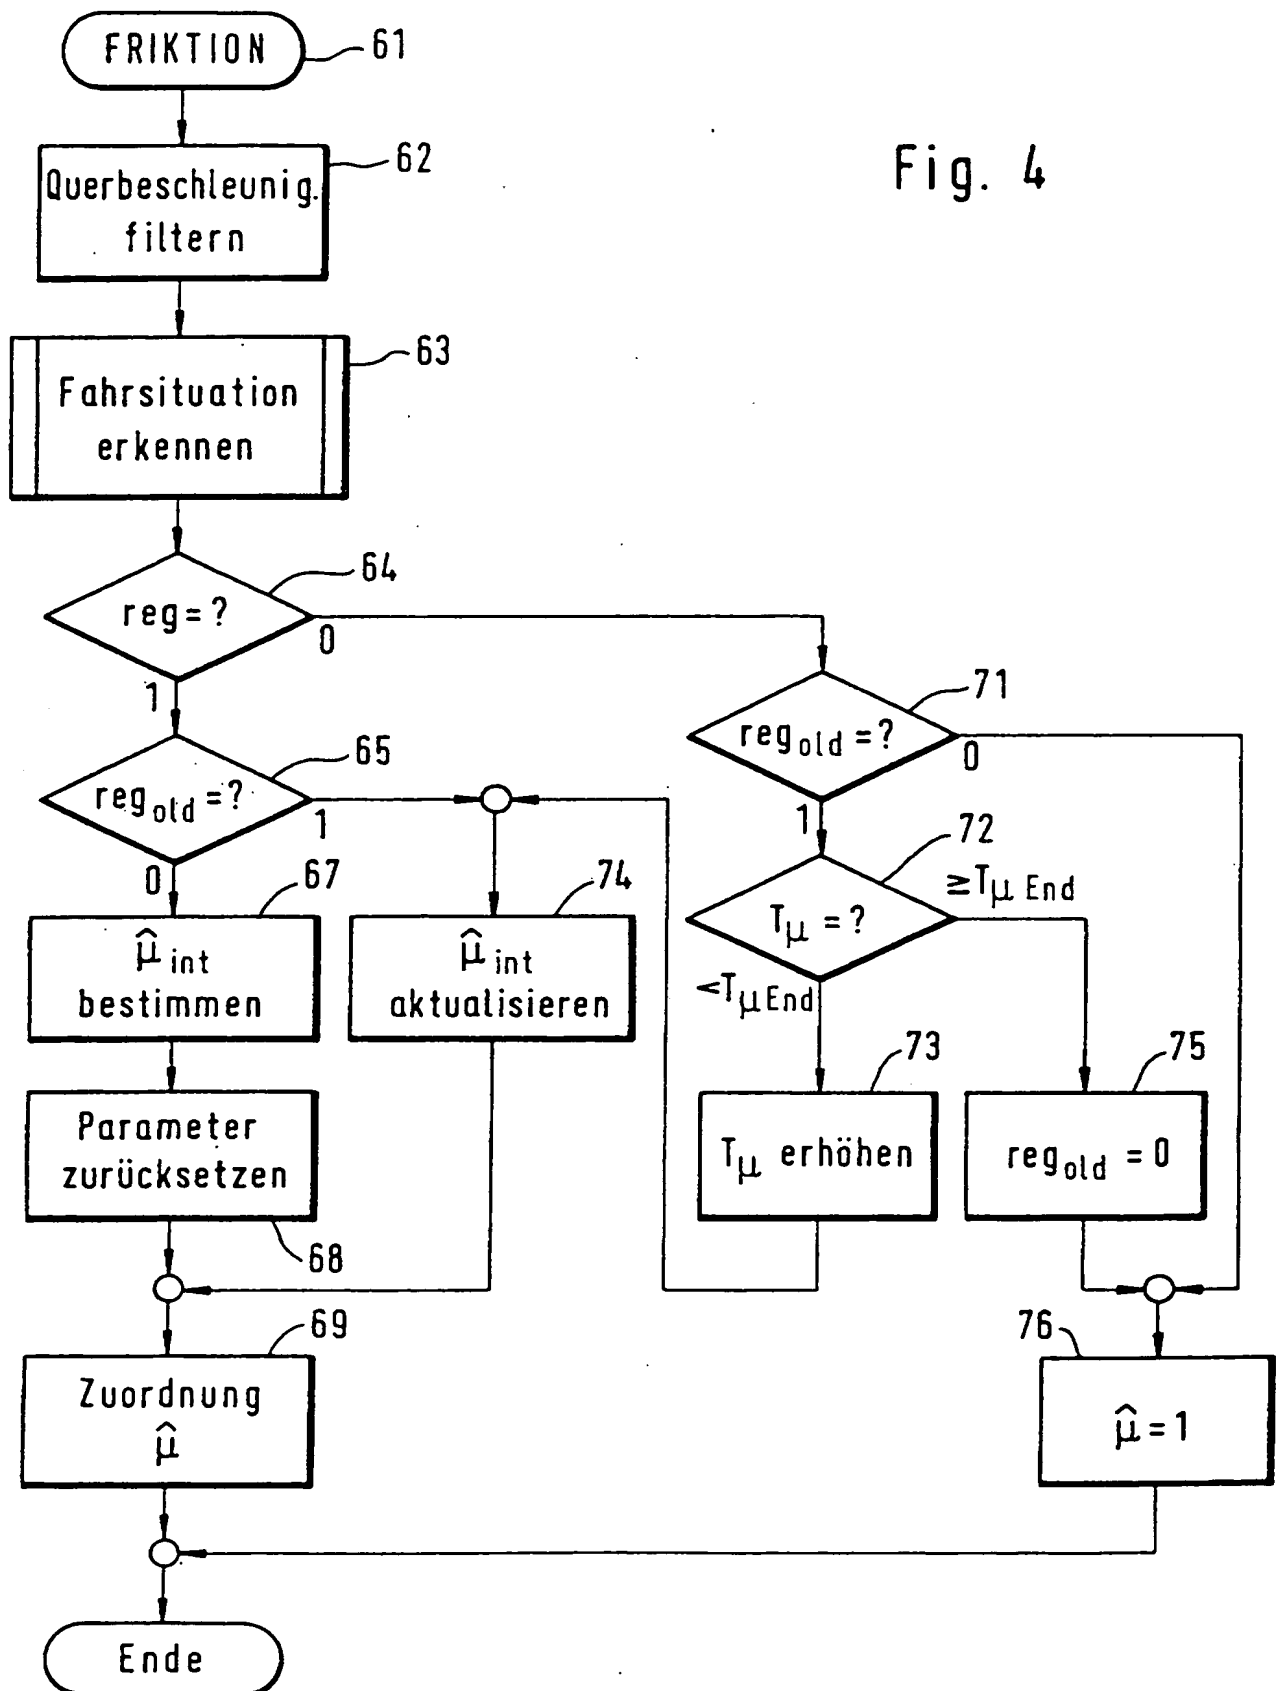 FRIKTION
61
Fig. 4
62
Querbeschleunig.
filtern
63
Fahrsituation
erkennen
64
reg = ?
0
1
71
reg_old = ?
0
1
65
reg_old = ?
1
0
72
T_μ = ?
≥T_μ End
<T_μ End
67
μ̂_int
bestimmen
74
μ̂_int
aktualisieren
73
T_μ erhöhen
75
reg_old = 0
Parameter
zurücksetzen
68
69
Zuordnung
μ̂
76
μ̂ = 1
Ende